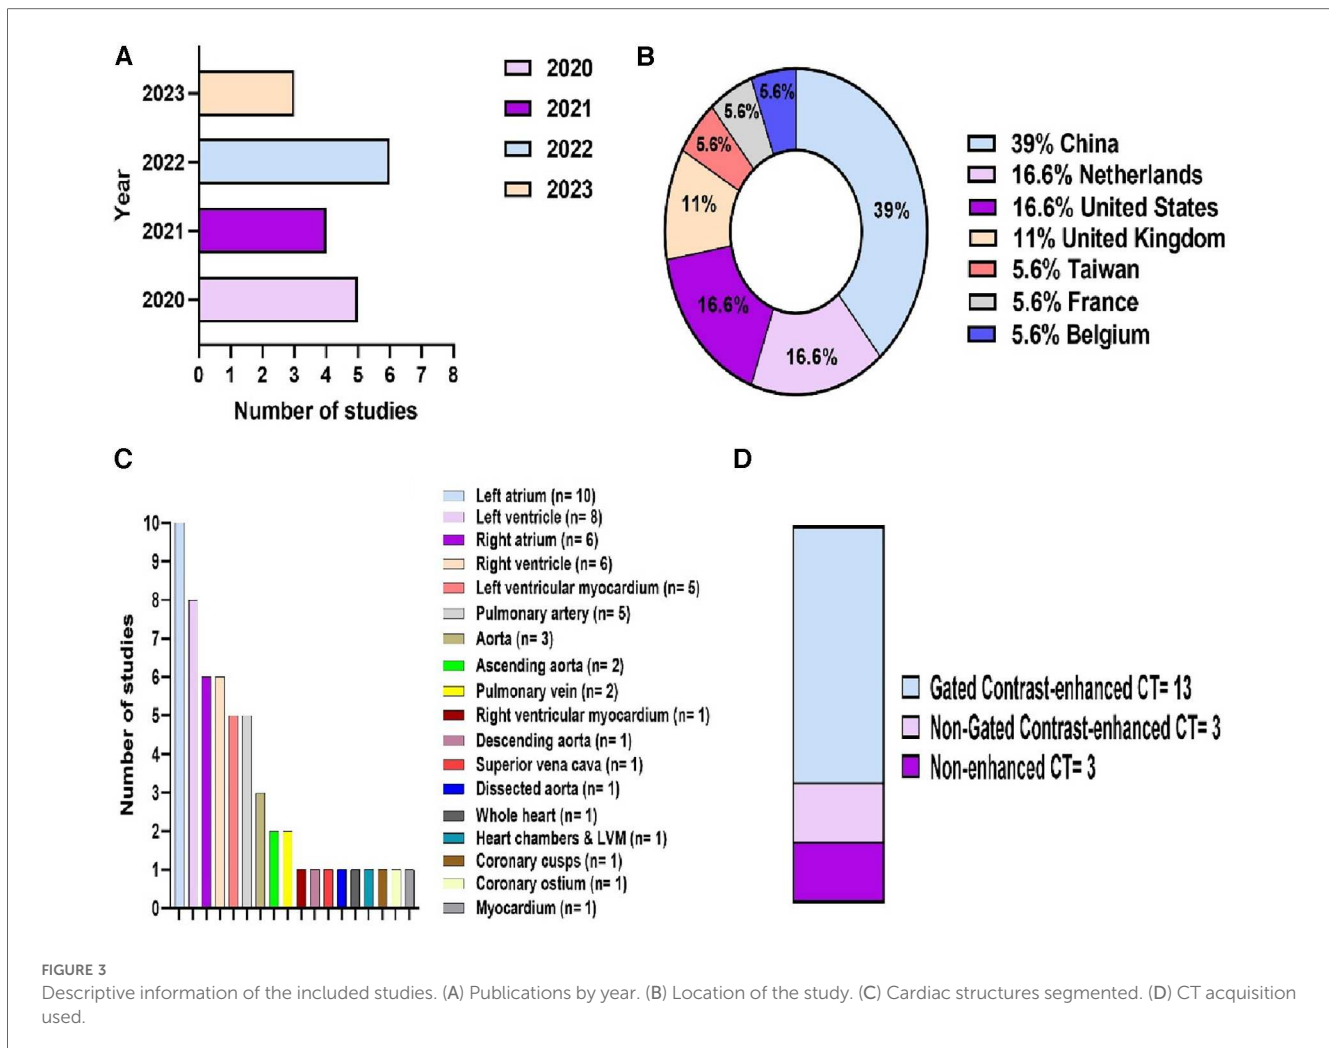 A
2023
2022
2021
2020
Year
0 1 2 3 4 5 6 7 8
Number of studies
2020
2021
2022
2023
B
5.6%
5.6%
5.6%
11%
39%
16.6%
16.6%
39% China
16.6% Netherlands
16.6% United States
11% United Kingdom
5.6% Taiwan
5.6% France
5.6% Belgium
C
10
9
8
7
6
5
4
3
2
1
0
Number of studies
Left atrium (n= 10)
Left ventricle (n= 8)
Right atrium (n= 6)
Right ventricle (n= 6)
Left ventricular myocardium (n= 5)
Pulmonary artery (n= 5)
Aorta (n= 3)
Ascending aorta (n= 2)
Pulmonary vein (n= 2)
Right ventricular myocardium (n= 1)
Descending aorta (n= 1)
Superior vena cava (n= 1)
Dissected aorta (n= 1)
Whole heart (n= 1)
Heart chambers & LVM (n= 1)
Coronary cusps (n= 1)
Coronary ostium (n= 1)
Myocardium (n= 1)
D
Gated Contrast-enhanced CT= 13
Non-Gated Contrast-enhanced CT= 3
Non-enhanced CT= 3
FIGURE 3
Descriptive information of the included studies. (A) Publications by year. (B) Location of the study. (C) Cardiac structures segmented. (D) CT acquisition
used.